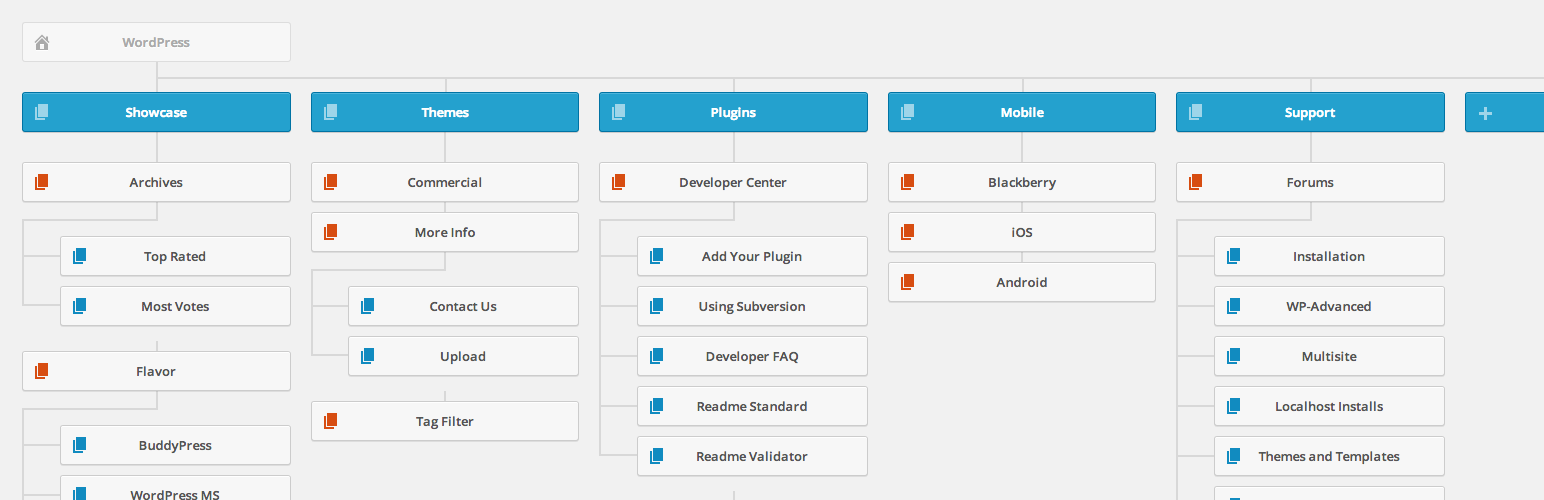 WordPress
Showcase
Archives
Top Rated
Most Votes
Flavor
BuddyPress
WordPress MS
Themes
Commercial
More Info
Contact Us
Upload
Tag Filter
Plugins
Developer Center
Add Your Plugin
Using Subversion
Developer FAQ
Readme Standard
Readme Validator
Mobile
Blackberry
iOS
Android
Support
Forums
Installation
WP-Advanced
Multisite
Localhost Installs
Themes and Templates